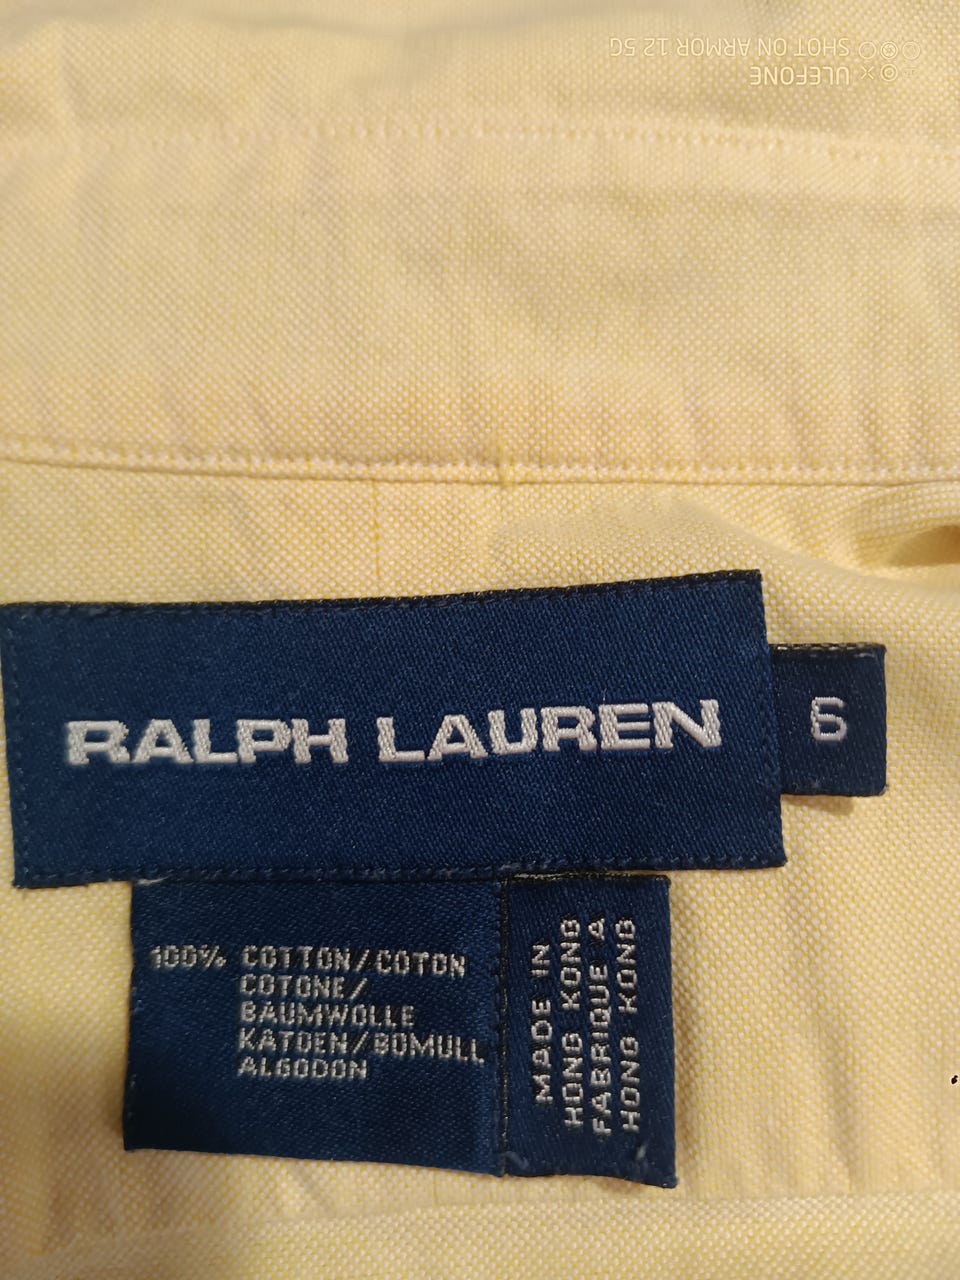 ULEFONE
SHOT ON ARMOR 12 5G
RALPH LAUREN
6
100% COTTON/COTON
COTONE/
BAUMWOLLE
KATOEN/BOMULL
ALGODON
MADE IN
HONG KONG
FABRIQUE A
HONG KONG